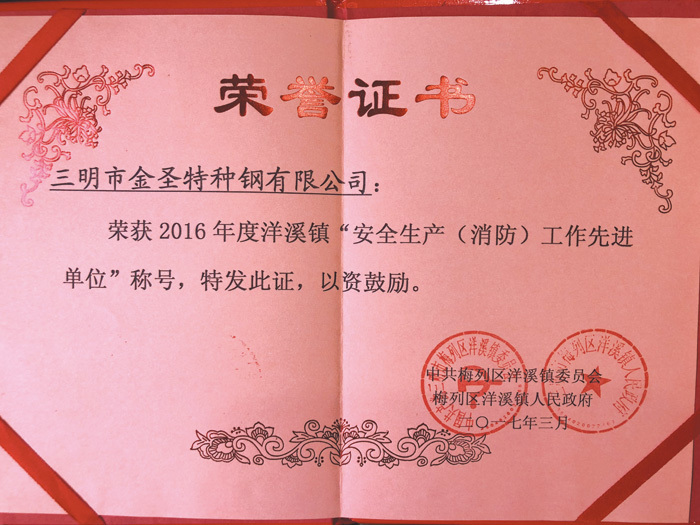 荣誉证书
三明市金圣特种钢有限公司：
荣获2016年度洋溪镇“安全生产（消防）工作先进
单位”称号，特发此证，以资鼓励。
中共梅列区洋溪镇委员会
梅列区洋溪镇人民政府
二〇一七年三月